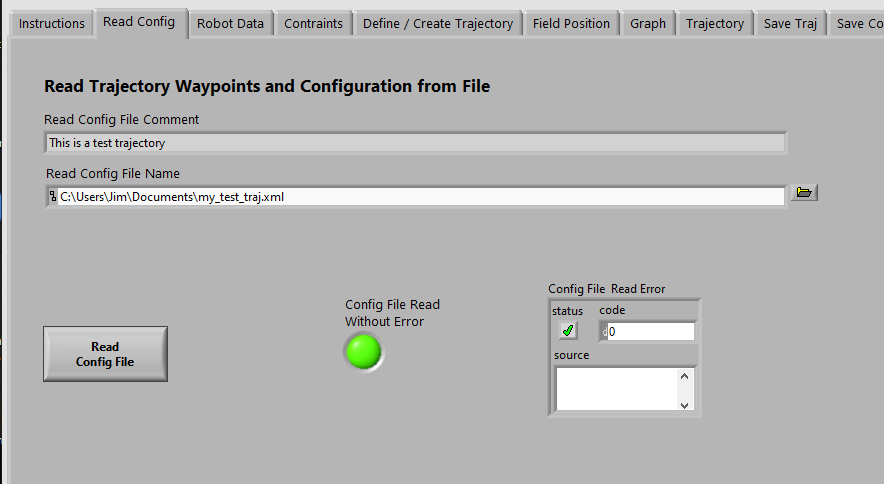 Instructions
Read Config
Robot Data
Contraints
Define / Create Trajectory
Field Position
Graph
Trajectory
Save Traj
Save Co
Read Trajectory Waypoints and Configuration from File
Read Config File Comment
This is a test trajectory
Read Config File Name
C:\Users\Jim\Documents\my_test_traj.xml
Config File Read Error
status
code
d0
source
Config File Read
Without Error
Read
Config File